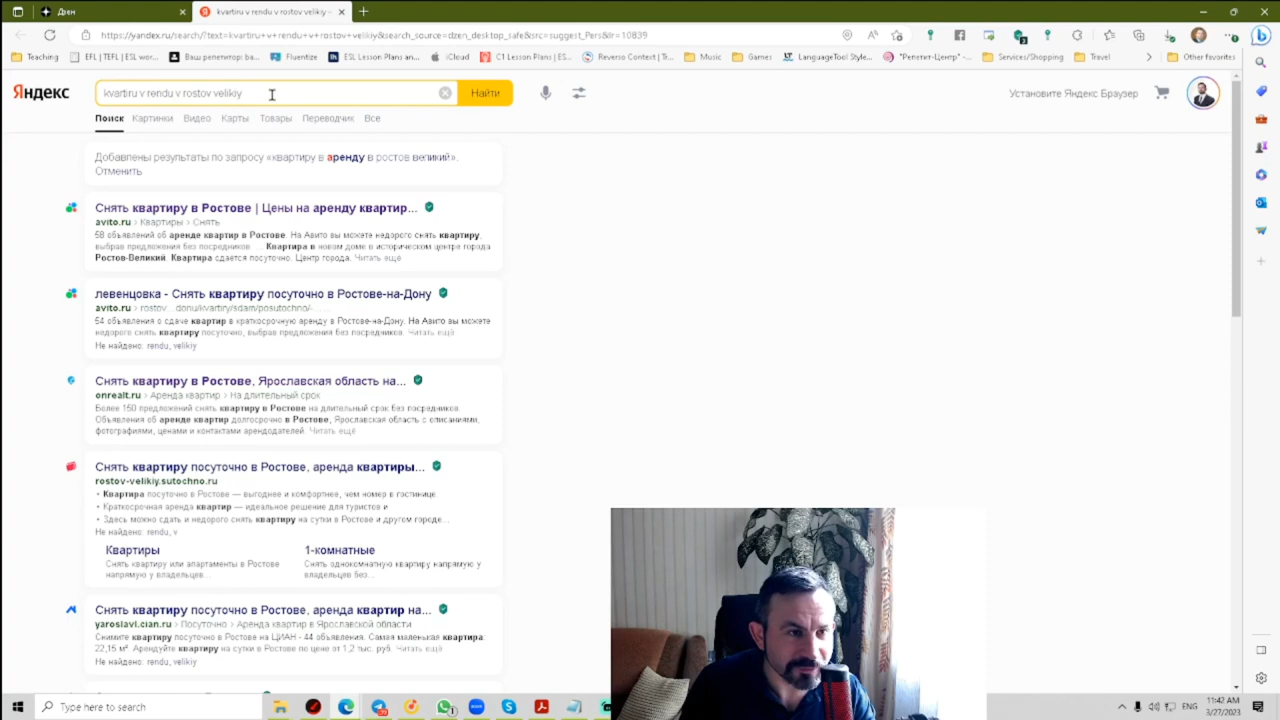 Дзен
kvartiru v rendu v rostov velikiy –
https://yandex.ru/search/?text=kvartiru+v+rendu+v+rostov+velikiy&search_source=dzen_desktop_safe&src=suggest_Pers&lr=10839
Teaching
EFL | TEFL | ESL wor...
Ваш репетитор: ba...
Fluentize
ESL Lesson Plans an...
iCloud
C1 Lesson Plans | ES...
Reverso Context | T...
Music
Games
LanguageTool Style...
"Репетит-Центр" -...
Services/Shopping
Travel
Other favorites
Яндекс
kvartiru v rendu v rostov velikiy
Найти
Установите Яндекс Браузер
Поиск Картинки Видео Карты Товары Переводчик Все
Добавлены результаты по запросу «квартиру в аренду в ростов великий».
Отменить
Снять квартиру в Ростове | Цены на аренду квартир...
avito.ru › Квартиры › Снять
58 объявлений об аренде квартир в Ростове. На Авито вы можете недорого снять квартиру,
выбрав предложения без посредников. ... Квартира в новом доме в историческом центре города
Ростов-Великий. Квартира сдается посуточно. Центр города. Читать ещё
левенцовка - Снять квартиру посуточно в Ростове-на-Дону
avito.ru › rostov...donu/kvartiry/sdam/posutochno/-...
54 объявления о сдаче квартир в краткосрочную аренду в Ростове-на-Дону. На Авито вы можете
недорого снять квартиру посуточно, выбрав предложения без посредников. Читать ещё
Не найдено: rendu, velikiy
Снять квартиру в Ростове, Ярославская область на...
onrealt.ru › Аренда квартир › На длительный срок
Более 150 предложений снять квартиру в Ростове на длительный срок без посредников.
Объявления об аренде квартир долгосрочно в Ростове, Ярославская область с описаниями,
фотографиями, ценами и контактами арендодателей. Читать ещё
Снять квартиру посуточно в Ростове, аренда квартиры...
rostov-velikiy.sutochno.ru
• Квартира посуточно в Ростове — выгоднее и комфортнее, чем номер в гостинице
• Краткосрочная аренда квартир — идеальное решение для туристов и
• Здесь можно сдать и недорого снять квартиру на сутки в Ростове и другом городе...
Не найдено: rendu, v
Квартиры 1-комнатные
Снять квартиру или апартаменты в Ростове Снять однокомнатную квартиру напрямую у
напрямую у владельцев... владельцев без...
Снять квартиру посуточно в Ростове, аренда квартир на...
yaroslavl.cian.ru › Посуточно › Аренда квартир в Ярославской области
Снимите квартиру посуточно в Ростове на ЦИАН - 44 объявления. Самая маленькая квартира:
22,15 м². Арендуйте квартиру на сутки в Ростове по цене от 1,2 тыс. руб. Читать ещё
Не найдено: rendu, velikiy
Type here to search
ENG
11:42 AM
3/27/2023